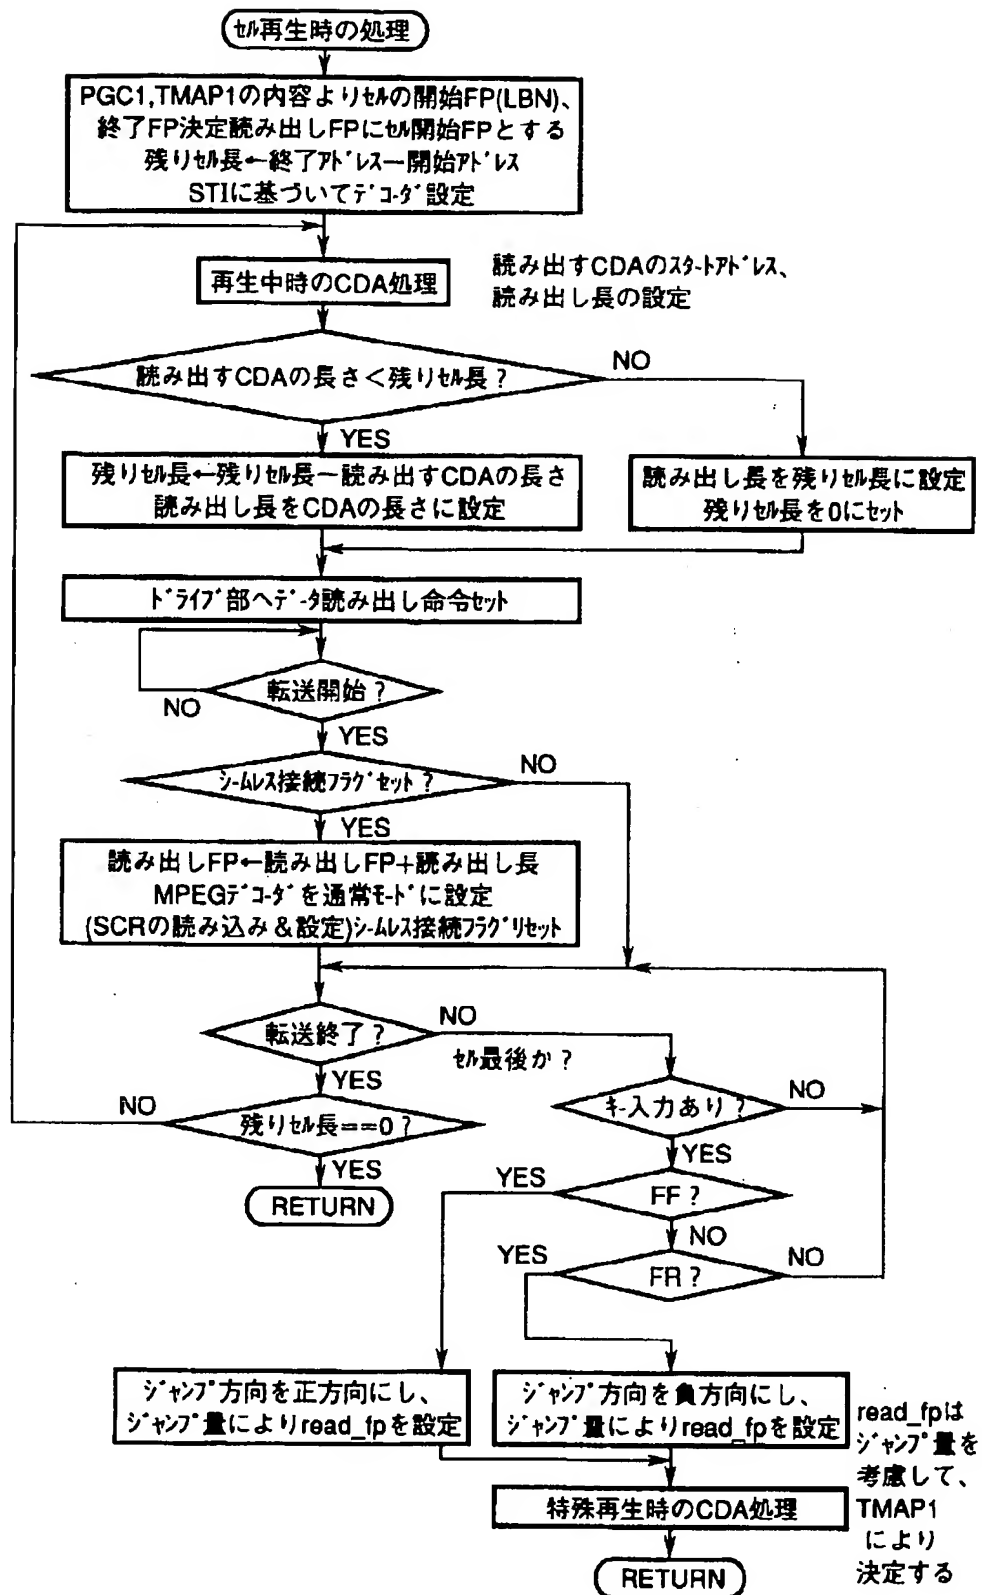 セル再生時の処理
PGC1,TMAP1の内容よりセルの開始FP(LBN)、
終了FP決定読み出しFPにセル開始FPとする
残りセル長←終了アドレス−開始アドレス
STIに基づいてデコーダ設定
再生中時のCDA処理
読み出すCDAのスタートアドレス、
読み出し長の設定
読み出すCDAの長さ<残りセル長?
NO
YES
残りセル長←残りセル長−読み出すCDAの長さ
読み出し長をCDAの長さに設定
読み出し長を残りセル長に設定
残りセル長を0にセット
ドライブ部へデータ読み出し命令セット
転送開始?
NO
YES
シームレス接続フラグセット?
NO
YES
読み出しFP←読み出しFP+読み出し長
MPEGデコーダを通常モードに設定
(SCRの読み込み&設定)シームレス接続フラグリセット
転送終了?
NO
セル最後か?
YES
キー入力あり?
NO
NO
残りセル長==0?
YES
YES
RETURN
YES
FF?
NO
YES
FR?
NO
ジャンプ方向を正方向にし、
ジャンプ量によりread_fpを設定
ジャンプ方向を負方向にし、
ジャンプ量によりread_fpを設定
read_fpは
ジャンプ量を
考慮して、
TMAP1
により
決定する
特殊再生時のCDA処理
RETURN